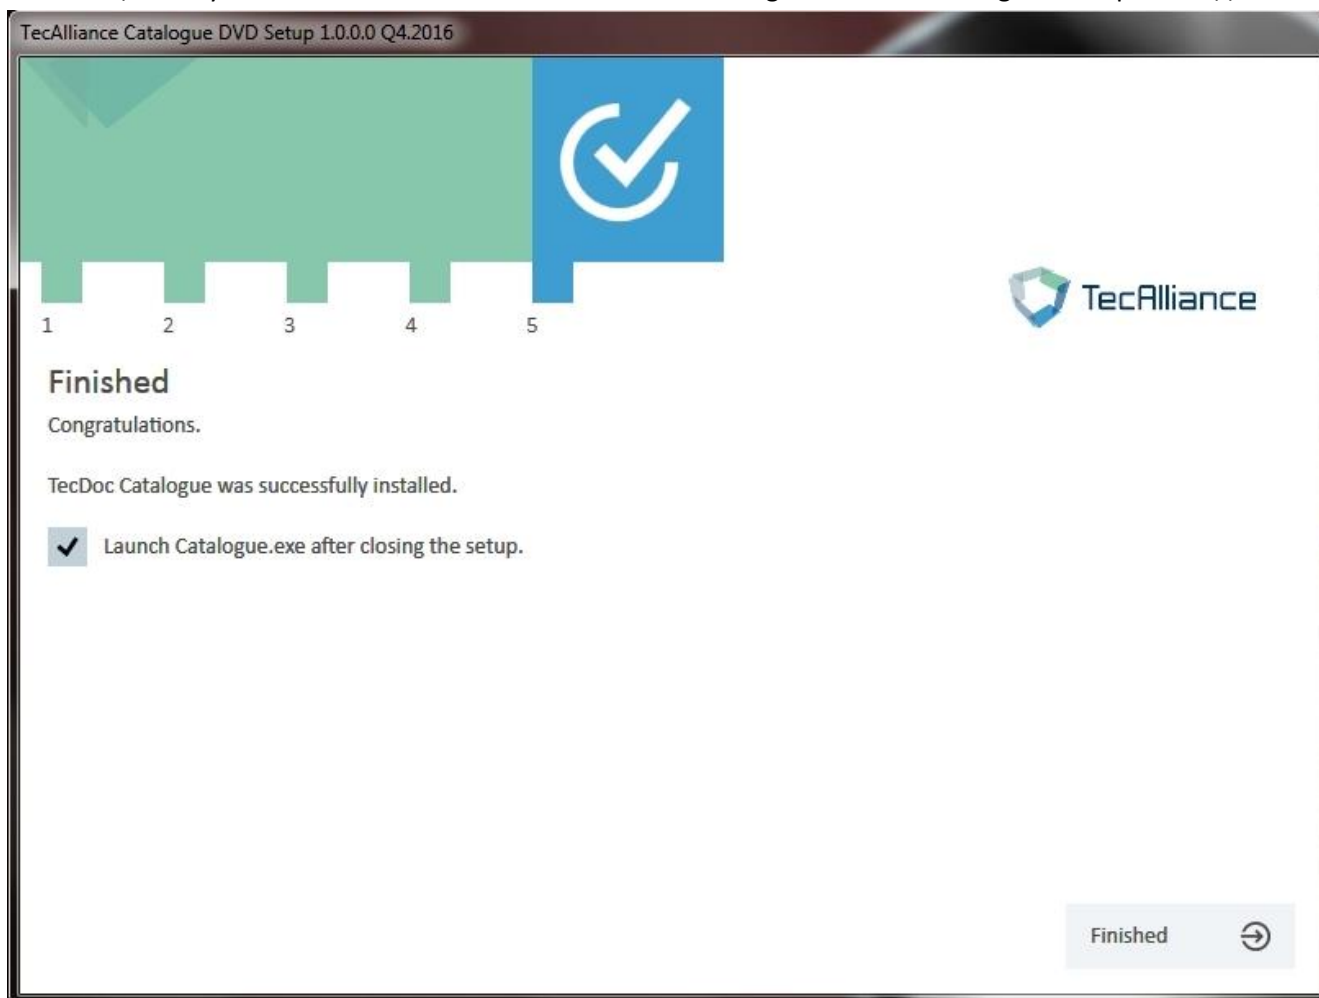 TecAlliance Catalogue DVD Setup 1.0.0.0 Q4.2016
1 2 3 4 5
TecAlliance
Finished
Congratulations.
TecDoc Catalogue was successfully installed.
Launch Catalogue.exe after closing the setup.
Finished